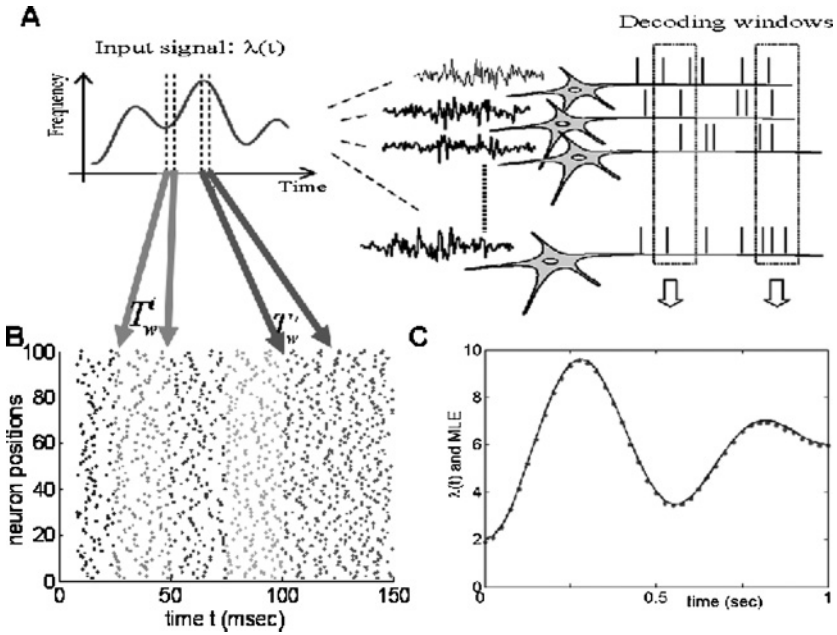 A
Decoding windows
Input signal: λ(t)
Frequency
Time
B
C
100
80
60
40
20
0
neuron positions
0
50
100
150
time t (msec)
10
8
6
4
2
0
λ(t) and MLE
0
0.5
1
time (sec)